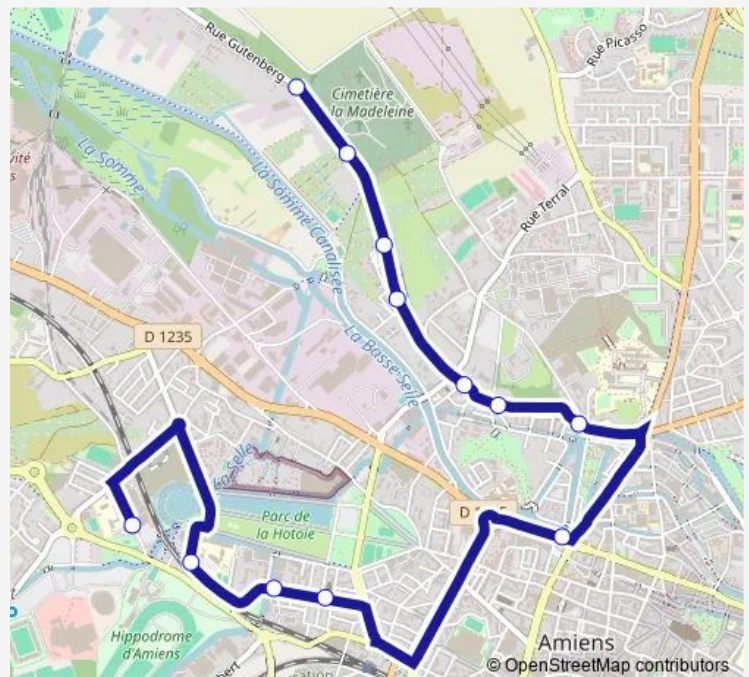 Rue Gutenberg
Rue Picasso
Cimetière
la Madeleine
La Somme
La Somme Canalisée
Rue Terral
D 1235
La Basse Selle
La Selle
Parc de
la Hotoie
Hippodrome
d'Amiens
Amiens
© OpenStreetMap contributors